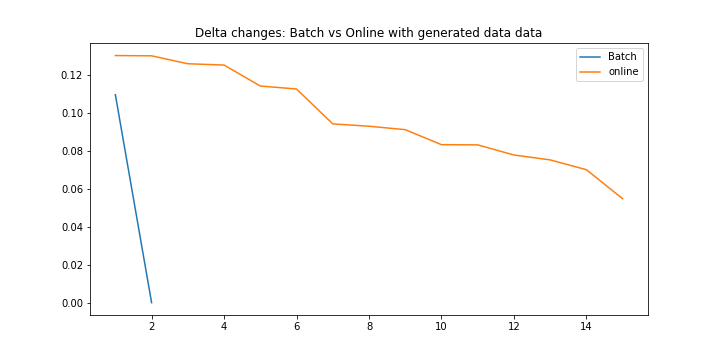 Delta changes: Batch vs Online with generated data data
Batch
online
0.12
0.10
0.08
0.06
0.04
0.02
0.00
2 4 6 8 10 12 14